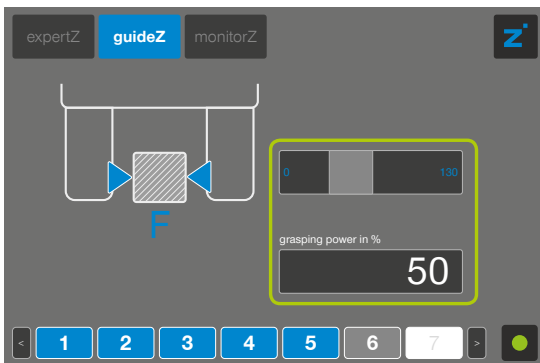 expertZ guideZ monitorZ z
0 130
F
grasping power in %
50
< 1 2 3 4 5 6 7 >